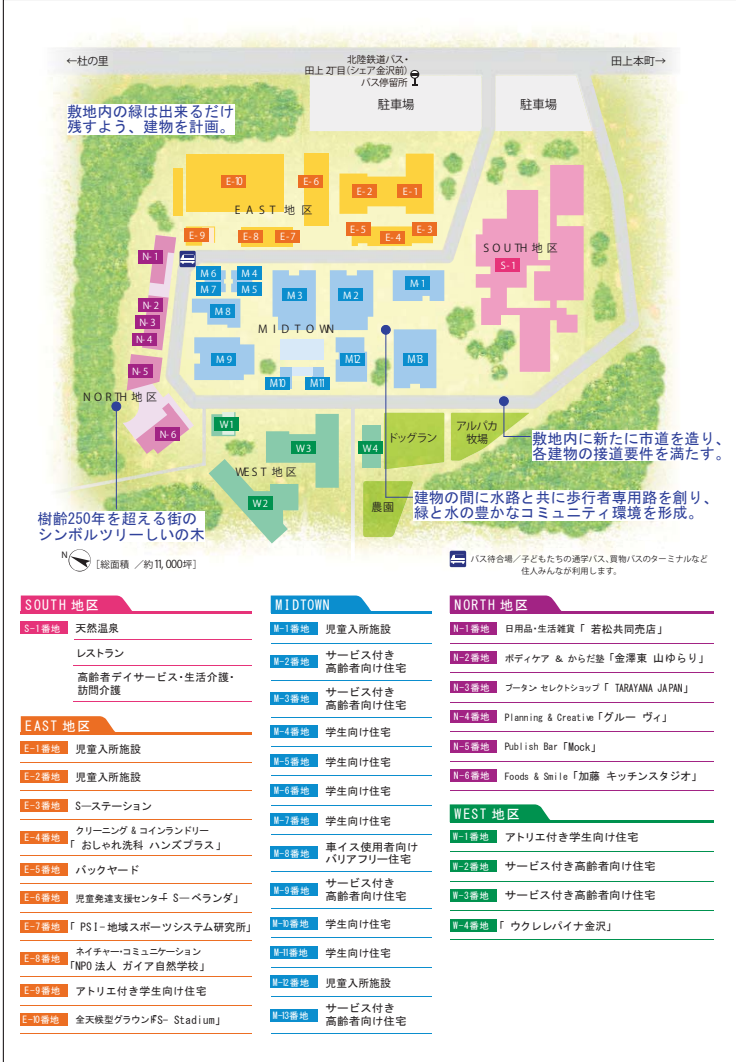 ←杜の里
北陸鉄道バス・
田上2丁目(シェア金沢前)
バス停留所
田上本町→
駐車場
駐車場
敷地内の緑は出来るだけ
残すよう、建物を計画。
E-10
E-6
E-2
E-1
EAST 地区
E-9
E-8
E-7
E-5
E-4
E-3
SOUTH 地区
S-1
N-1
N-2
N-3
N-4
N-5
NORTH 地区
N-6
M6
M4
M7
M5
M3
M2
M-1
M8
MIDTOWN
M9
M12
M13
M10
M11
W1
W3
W4
WEST 地区
W2
ドッグラン
アルパカ
牧場
農園
敷地内に新たに市道を造り、
各建物の接道要件を満たす。
建物の間に水路と共に歩行者専用路を創り、
緑と水の豊かなコミュニティ環境を形成。
樹齢250年を超える街の
シンボルツリーしいの木
N
[総面積 /約11,000坪]
バス待合場/子どもたちの通学バス、買物バスのターミナルなど
住人みんなが利用します。
SOUTH 地区
S-1番地 天然温泉
レストラン
高齢者デイサービス・生活介護・
訪問介護
EAST 地区
E-1番地 児童入所施設
E-2番地 児童入所施設
E-3番地 S―ステーション
E-4番地 クリーニング & コインランドリー
「 おしゃれ洗科 ハンズプラス」
E-5番地 バックヤード
E-6番地 児童発達支援センター「 S―ベランダ」
E-7番地 「 PSI-地域スポーツシステム研究所」
E-8番地 ネイチャー・コミュニケーション
「NPO 法人 ガイア自然学校」
E-9番地 アトリエ付き学生向け住宅
E-10番地 全天候型グラウンド「S- Stadium」
MIDTOWN
M-1番地 児童入所施設
M-2番地 サービス付き
高齢者向け住宅
M-3番地 サービス付き
高齢者向け住宅
M-4番地 学生向け住宅
M-5番地 学生向け住宅
M-6番地 学生向け住宅
M-7番地 学生向け住宅
M-8番地 車イス使用者向け
バリアフリー住宅
M-9番地 サービス付き
高齢者向け住宅
M-10番地 学生向け住宅
M-11番地 学生向け住宅
M-12番地 児童入所施設
M-13番地 サービス付き
高齢者向け住宅
NORTH 地区
N-1番地 日用品・生活雑貨「 若松共同売店」
N-2番地 ボディケア & からだ塾「金澤東 山ゆらり」
N-3番地 ブータン セレクトショップ「 TARAYANA JAPAN」
N-4番地 Planning & Creative「グルー ヴィ」
N-5番地 Publish Bar「Mock」
N-6番地 Foods & Smile「加藤 キッチンスタジオ」
WEST 地区
W-1番地 アトリエ付き学生向け住宅
W-2番地 サービス付き高齢者向け住宅
W-3番地 サービス付き高齢者向け住宅
W-4番地 「 ウクレレパイナ金沢」